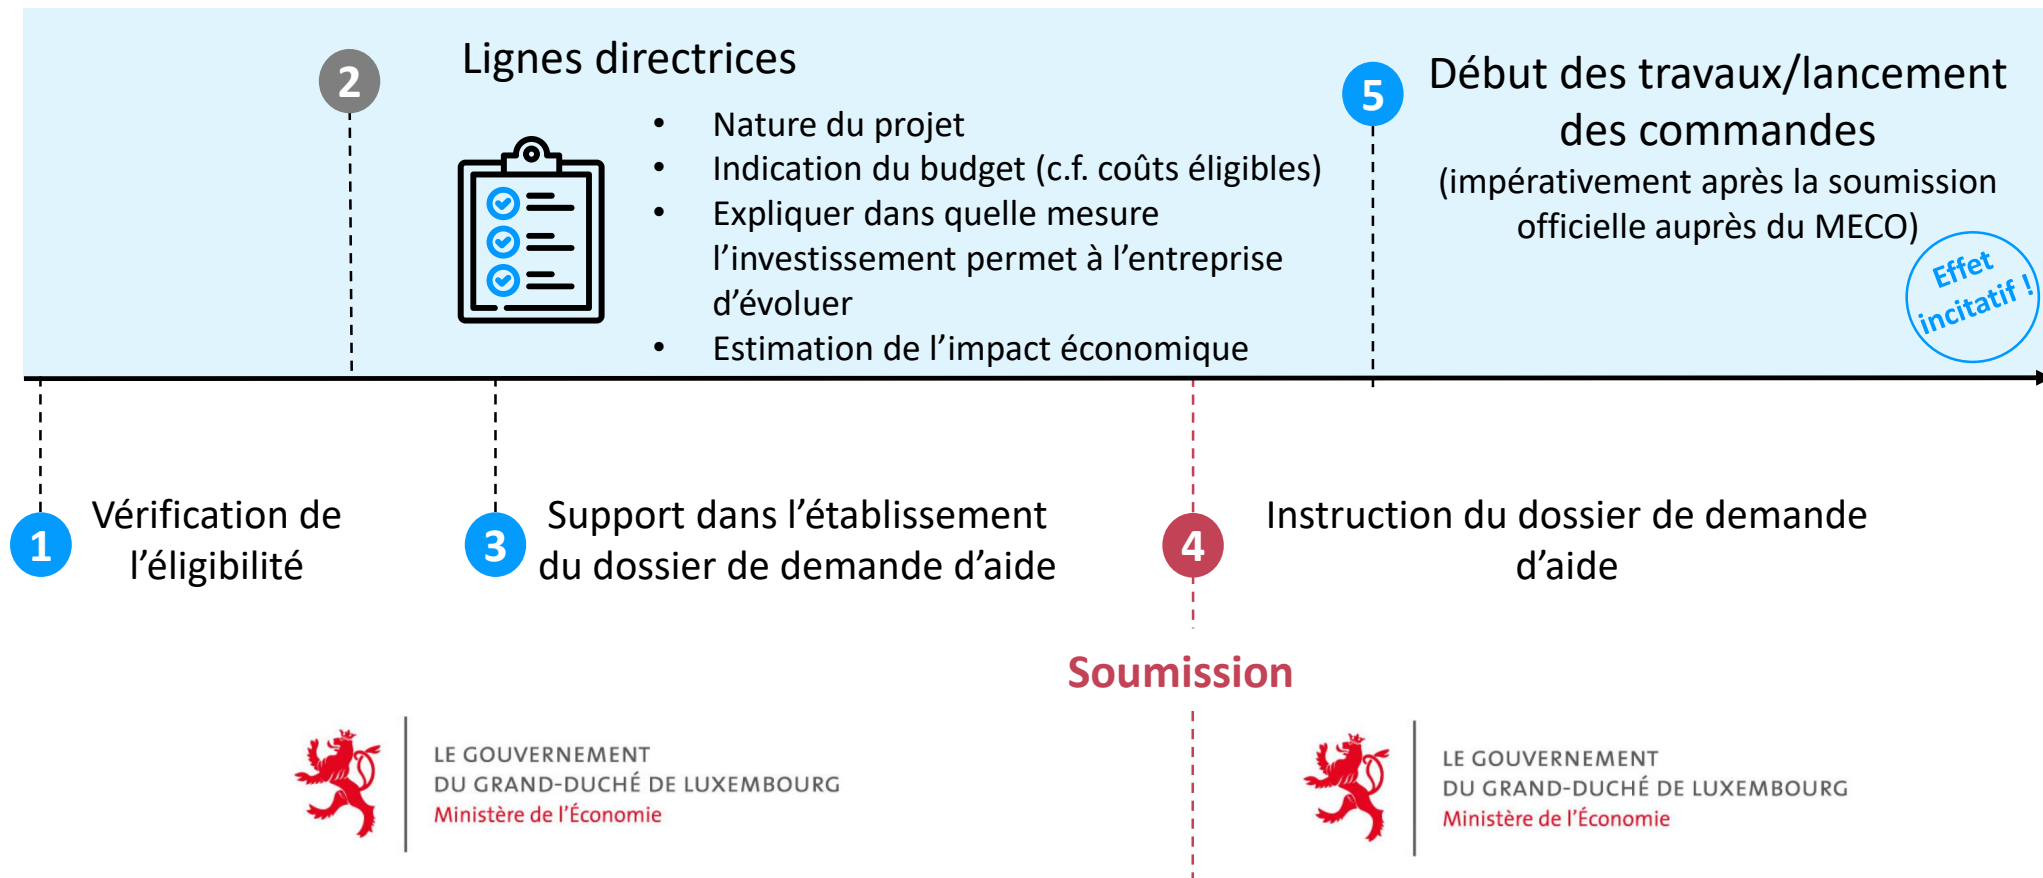 2
Lignes directrices
• Nature du projet
• Indication du budget (c.f. coûts éligibles)
• Expliquer dans quelle mesure
l’investissement permet à l’entreprise
d’évoluer
• Estimation de l’impact économique
5
Début des travaux/lancement
des commandes
(impérativement après la soumission
officielle auprès du MECO)
Effet
incitatif !
1
Vérification de
l’éligibilité
3
Support dans l’établissement
du dossier de demande d’aide
4
Instruction du dossier de demande
d’aide
Soumission
LE GOUVERNEMENT
DU GRAND-DUCHÉ DE LUXEMBOURG
Ministère de l’Économie
LE GOUVERNEMENT
DU GRAND-DUCHÉ DE LUXEMBOURG
Ministère de l’Économie